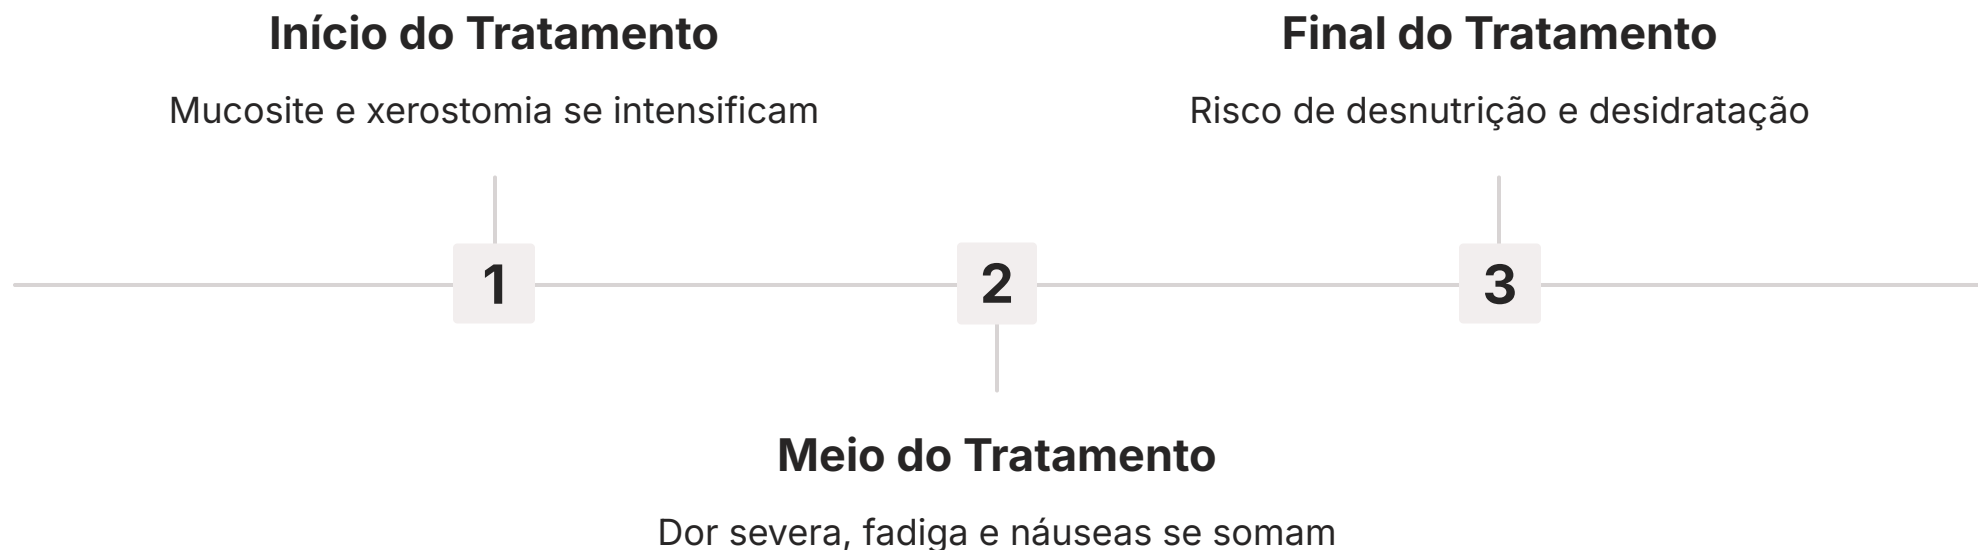 Início do Tratamento
Mucosite e xerostomia se intensificam
Final do Tratamento
Risco de desnutrição e desidratação
1
2
3
Meio do Tratamento
Dor severa, fadiga e náuseas se somam